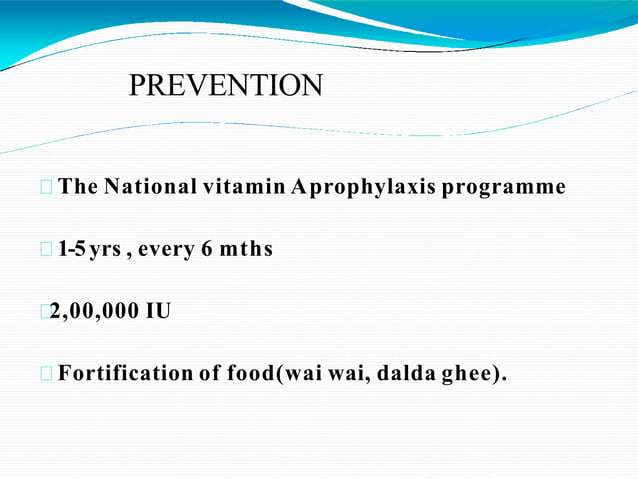 PREVENTION
The National vitamin Aprophylaxis programme
1-5 yrs , every 6 mths
2,00,000 IU
Fortification of food(wai wai, dalda ghee).